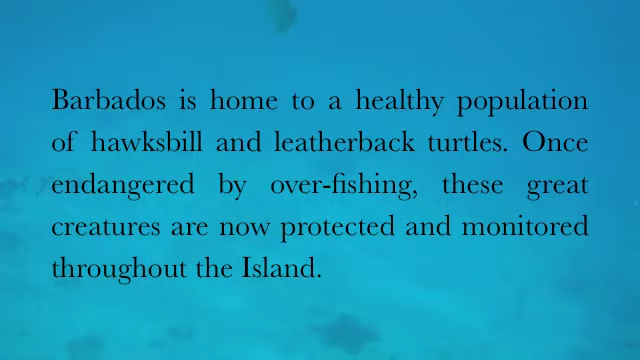 Barbados is home to a healthy population
of hawksbill and leatherback turtles. Once
endangered by over-fishing, these great
creatures are now protected and monitored
throughout the Island.